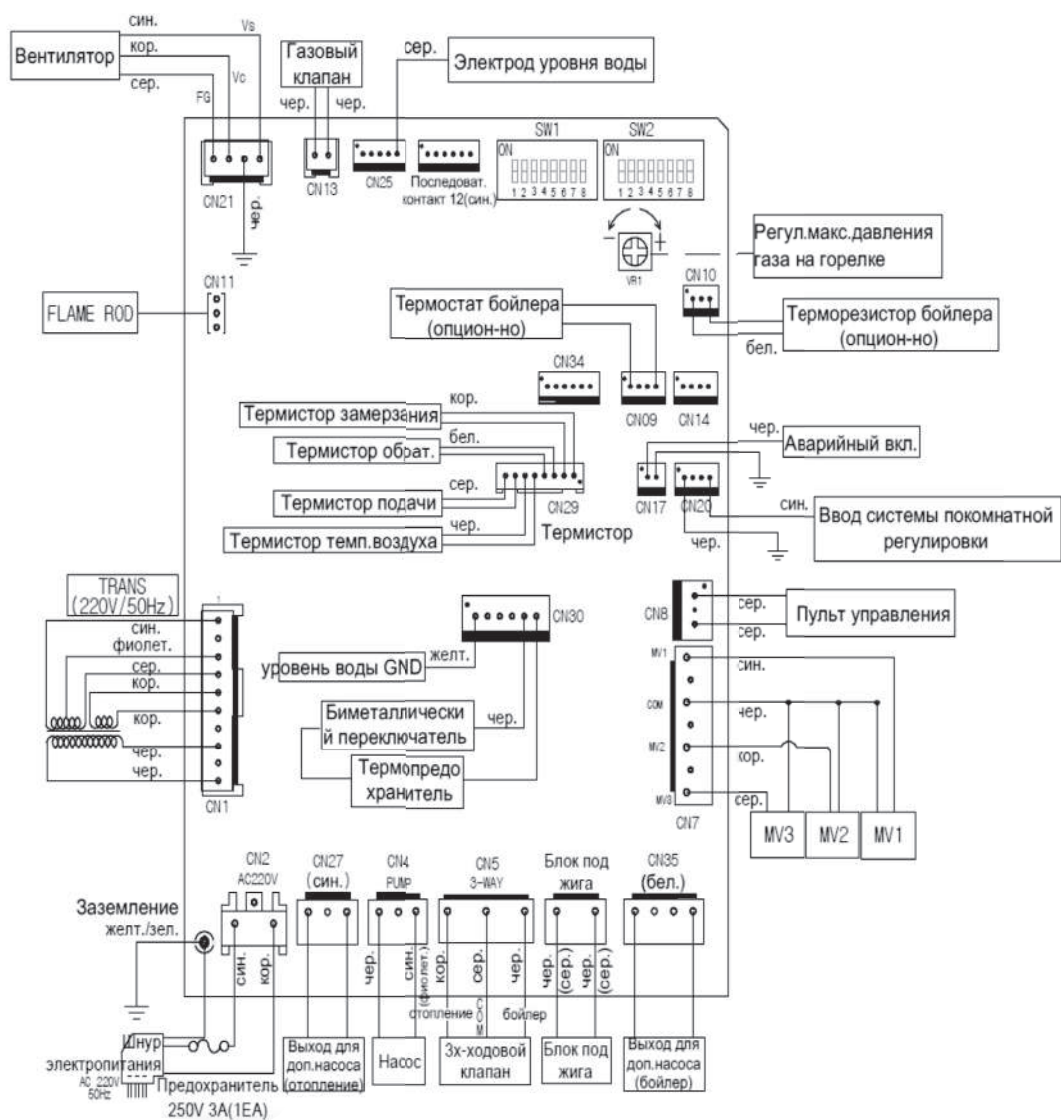 син.
Vs
Вентилятор
кор.
Vc
сер.
FG
Газовый
клапан
чер.
чер.
сер.
Электрод уровня воды
CN21
чер.
CN13
CN25
Последоват.
контакт 12(син.)
SW1
ON
1 2 3 4 5 6 7 8
SW2
ON
1 2 3 4 5 6 7 8
−
+
VR1
Регул.макс.давления
газа на горелке
CN11
FLAME ROD
CN10
Термостат бойлера
(опцион-но)
Терморезистор бойлера
(опцион-но)
бел.
CN34
CN09
CN14
кор.
Термистор замерзания
бел.
Термистор обрат.
сер.
Термистор подачи
чер.
Термистор темп.воздуха
CN29
Термистор
чер.
Аварийный вкл.
CN17
CN20
син.
чер.
Ввод системы покомнатной
регулировки
TRANS
(220V/50Hz)
1
син.
фиолет.
сер.
кор.
кор.
чер.
чер.
CN1
CN30
желт.
уровень воды GND
Биметаллически
й переключатель
чер.
Термопредо
хранитель
CN8
сер.
сер.
Пульт управления
MV1
син.
COM
чер.
MV2
кор.
MV3
сер.
CN7
MV3
MV2
MV1
CN2
AC220V
CN27
(син.)
CN4
PUMP
CN5
3-WAY
Блок под
жига
CN35
(бел.)
Заземление
желт./зел.
син.
кор.
чер.
син.
(фиолет.)
кор.
сер.
чер.
чер.
(сер.)
чер.
(сер.)
отопление
COM
бойлер
Шнур
электропитания
AC 220V
50Hz
Предохранитель
250V 3A(1EA)
Выход для
доп.насоса
(отопление)
Насос
3х-ходовой
клапан
Блок под
жига
Выход для
доп.насоса
(бойлер)